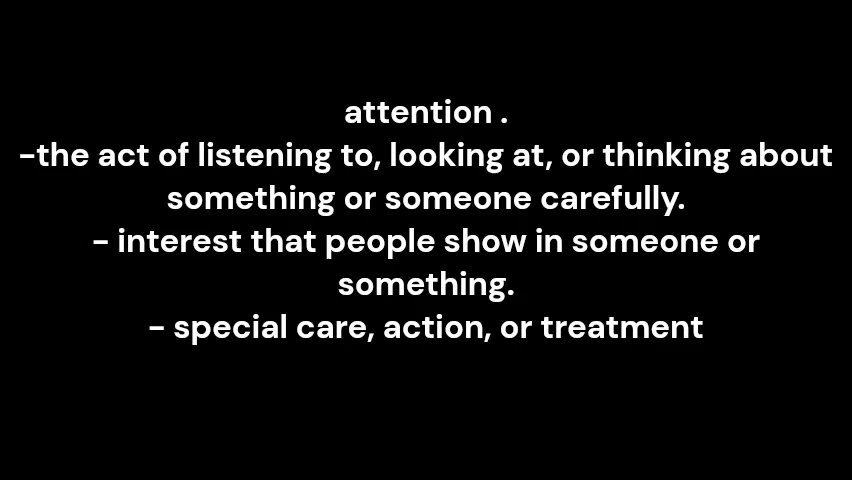 attention .
-the act of listening to, looking at, or thinking about
something or someone carefully.
- interest that people show in someone or
something.
- special care, action, or treatment